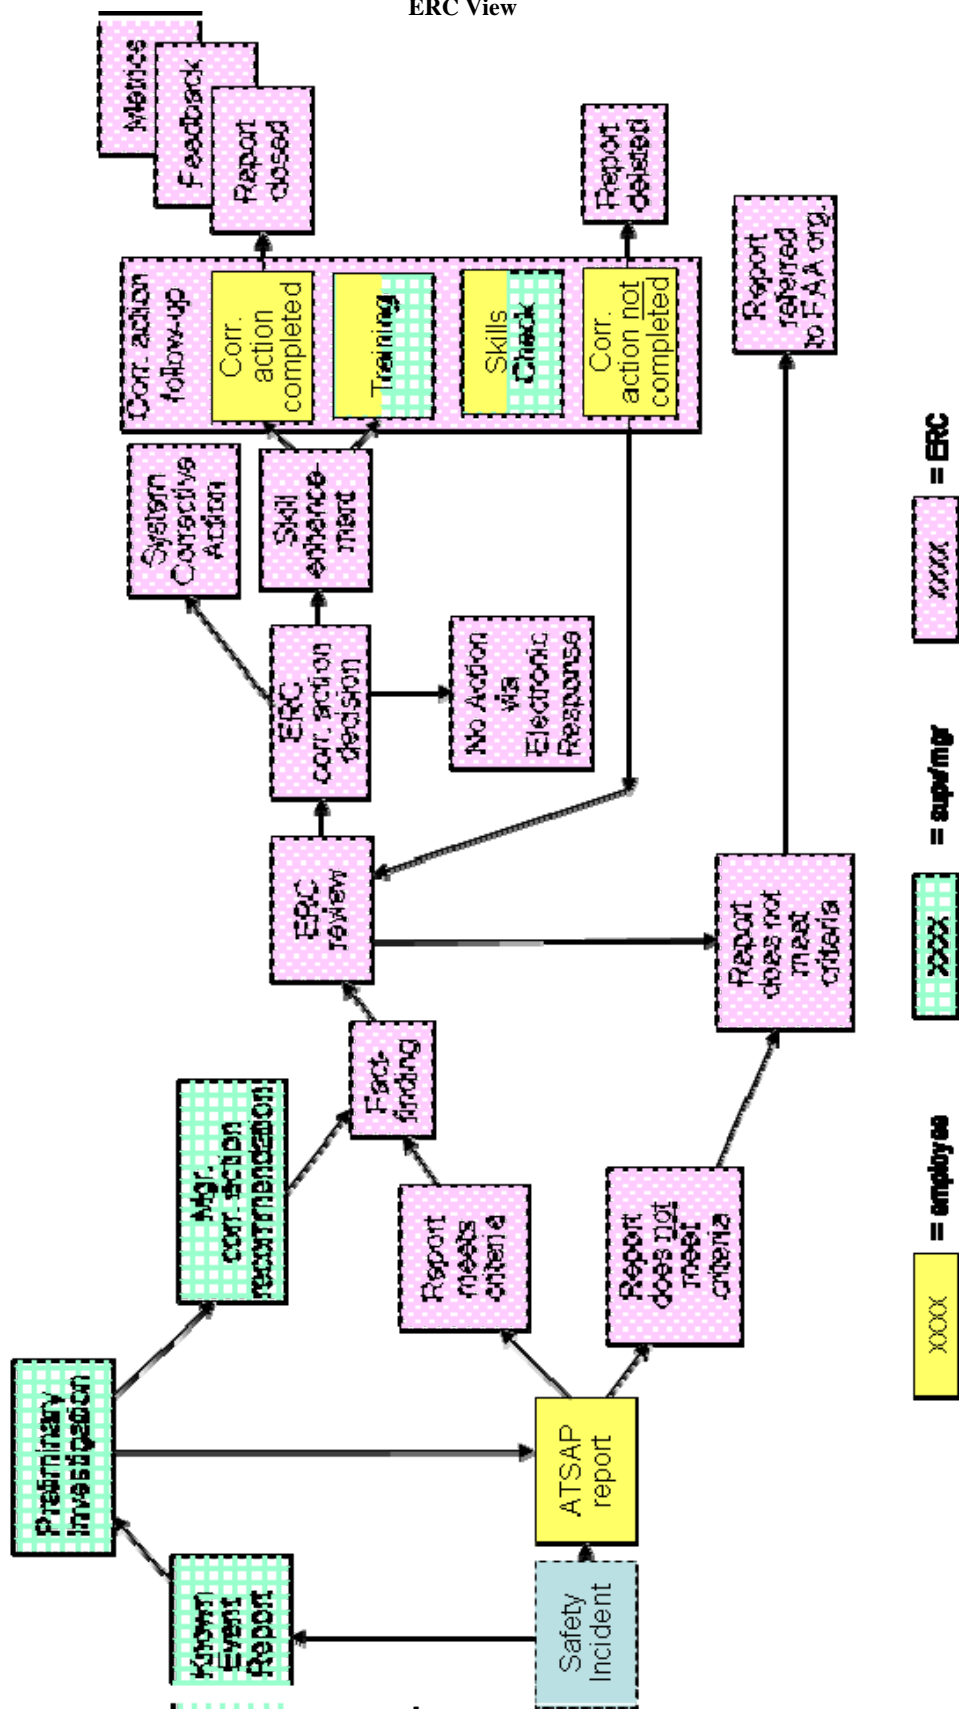 ERC View
Safety
Incident
Known
Event
Report
Preliminary
Investigation
ATSAP
report
Mgr.
corr. action
recommendation
Report
meets
criteria
Report
does not
meet
criteria
Fact-
finding
ERC
review
Report
does not
meet
criteria
ERC
corr. action
decision
System
Corrective
Action
Skill
enhance-
ment
No Action
via
Electronic
Response
Corr. action
follow-up
Corr.
action
completed
Training
Skills
Check
Corr.
action not
completed
Metrics
Feedback
Report
closed
Report
deleted
Report
referred
to FAA org.
xxxx = employee
xxxx = supv/mgr
xxxx = ERC